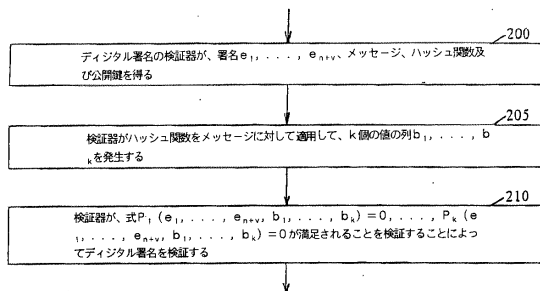 200
ディジタル署名の検証器が、署名e₁, ..., eₙ₊ᵥ、メッセージ、ハッシュ関数及
び公開鍵を得る
205
検証器がハッシュ関数をメッセージに対して適用して、k個の値の列b₁, ..., b
ₖを発生する
210
検証器が、式P₁(e₁, ..., eₙ₊ᵥ, b₁, ..., bₖ)=0, ..., Pₖ(e
₁, ..., eₙ₊ᵥ, b₁, ..., bₖ)=0が満足されることを検証することによっ
てディジタル署名を検証する